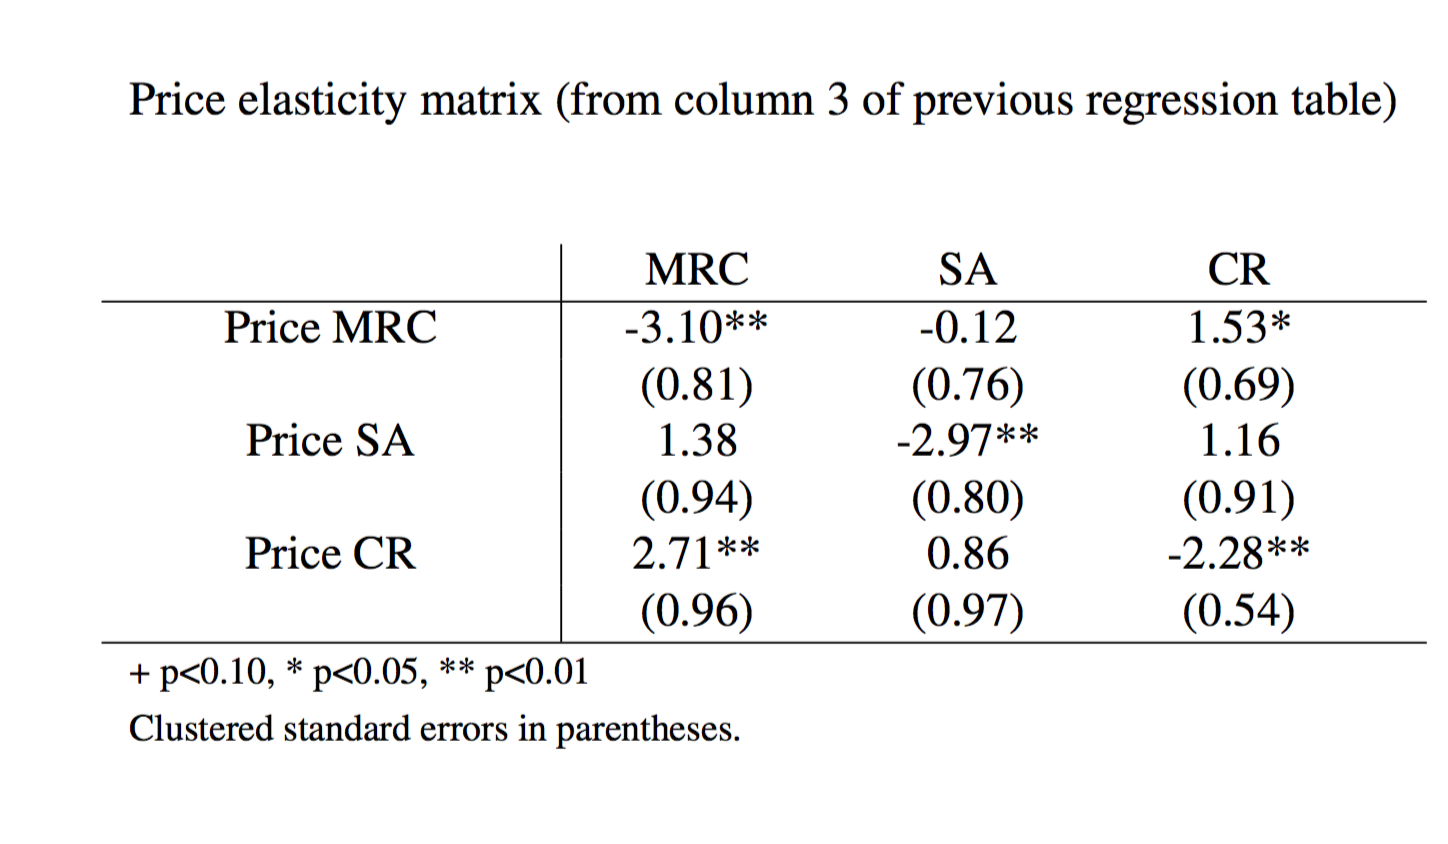 Price elasticity matrix (from column 3 of previous regression table)
MRC SA CR
Price MRC -3.10** -0.12 1.53*
(0.81) (0.76) (0.69)
Price SA 1.38 -2.97** 1.16
(0.94) (0.80) (0.91)
Price CR 2.71** 0.86 -2.28**
(0.96) (0.97) (0.54)
+ p<0.10, * p<0.05, ** p<0.01
Clustered standard errors in parentheses.